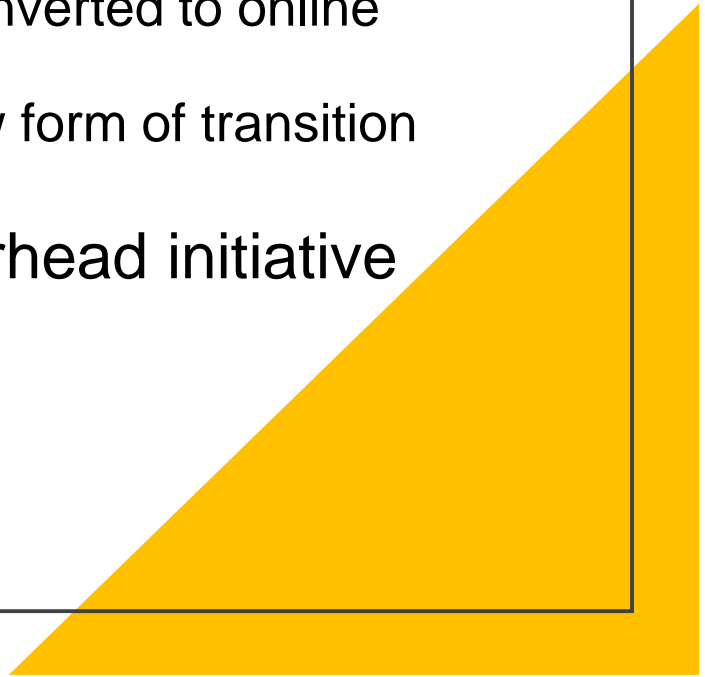 nverted to online
form of transition
rhead initiative